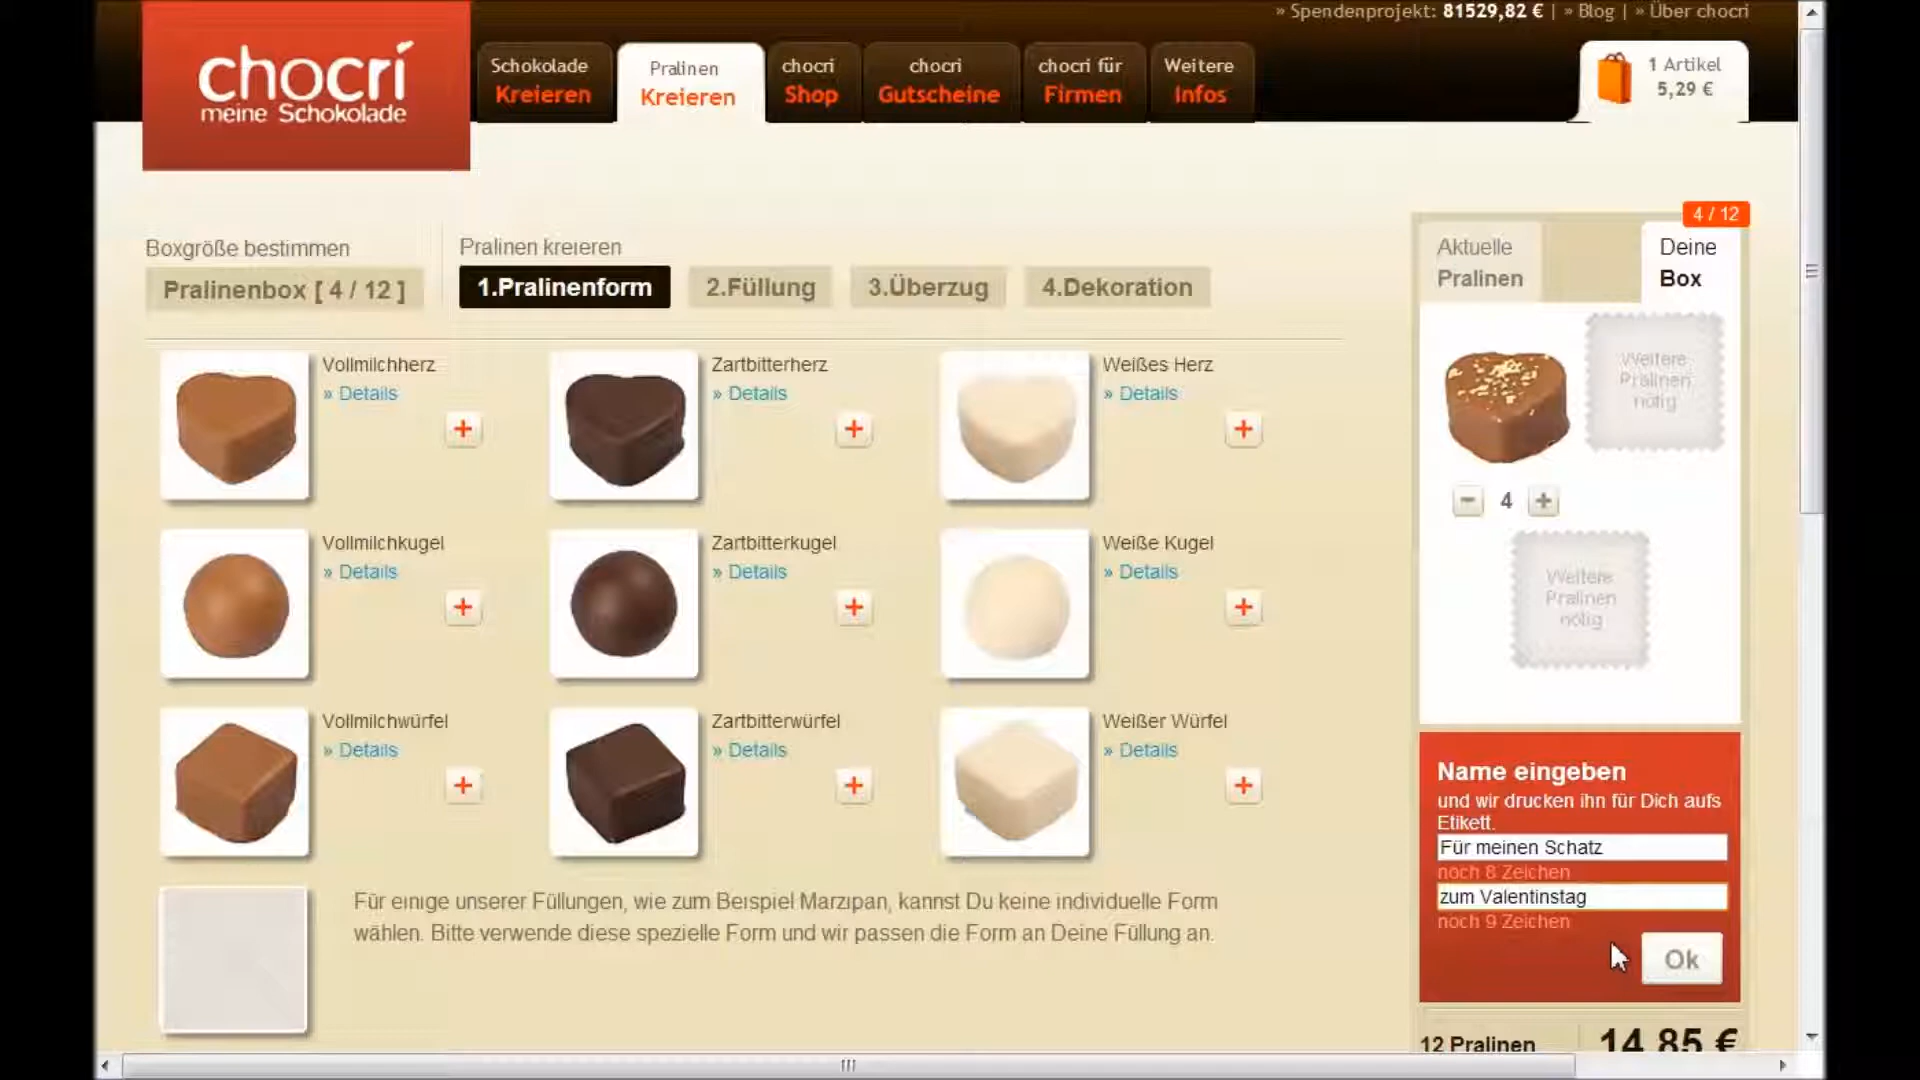 » Spendenprojekt: 81529,82 € | » Blog | » Über chocri
chocrí
meine Schokolade
Schokolade
Kreieren
Pralinen
Kreieren
chocri
Shop
chocri
Gutscheine
chocri für
Firmen
Weitere
Infos
1 Artikel
5,29 €
Boxgröße bestimmen
Pralinenbox [ 4 / 12 ]
Pralinen kreieren
1.Pralinenform
2.Füllung
3.Überzug
4.Dekoration
4 / 12
Aktuelle
Pralinen
Deine
Box
Vollmilchherz
» Details
+
Zartbitterherz
» Details
+
Weißes Herz
» Details
+
Vollmilchkugel
» Details
+
Zartbitterkugel
» Details
+
Weiße Kugel
» Details
+
Vollmilchwürfel
» Details
+
Zartbitterwürfel
» Details
+
Weißer Würfel
» Details
+
Für einige unserer Füllungen, wie zum Beispiel Marzipan, kannst Du keine individuelle Form
wählen. Bitte verwende diese spezielle Form und wir passen die Form an Deine Füllung an.
Weitere
Pralinen
nötig
− 4 +
Weitere
Pralinen
nötig
Name eingeben
und wir drucken ihn für Dich aufs
Etikett.
Für meinen Schatz
noch 8 Zeichen
zum Valentinstag
noch 9 Zeichen
Ok
12 Pralinen
14,85 €